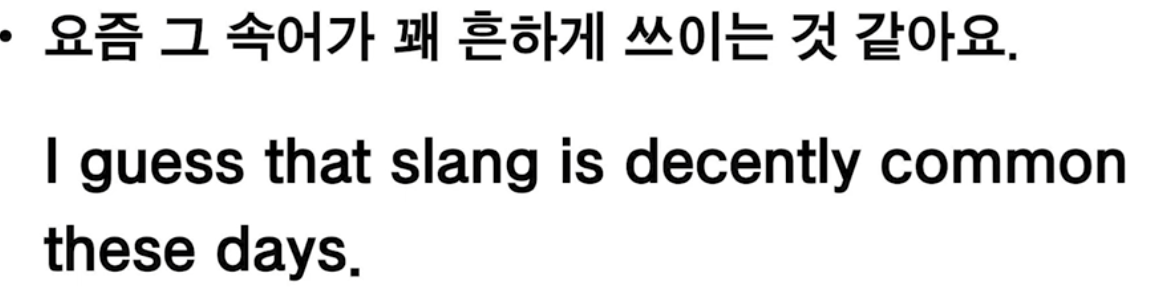 • 요즘 그 속어가 꽤 흔하게 쓰이는 것 같아요.
I guess that slang is decently common
these days.